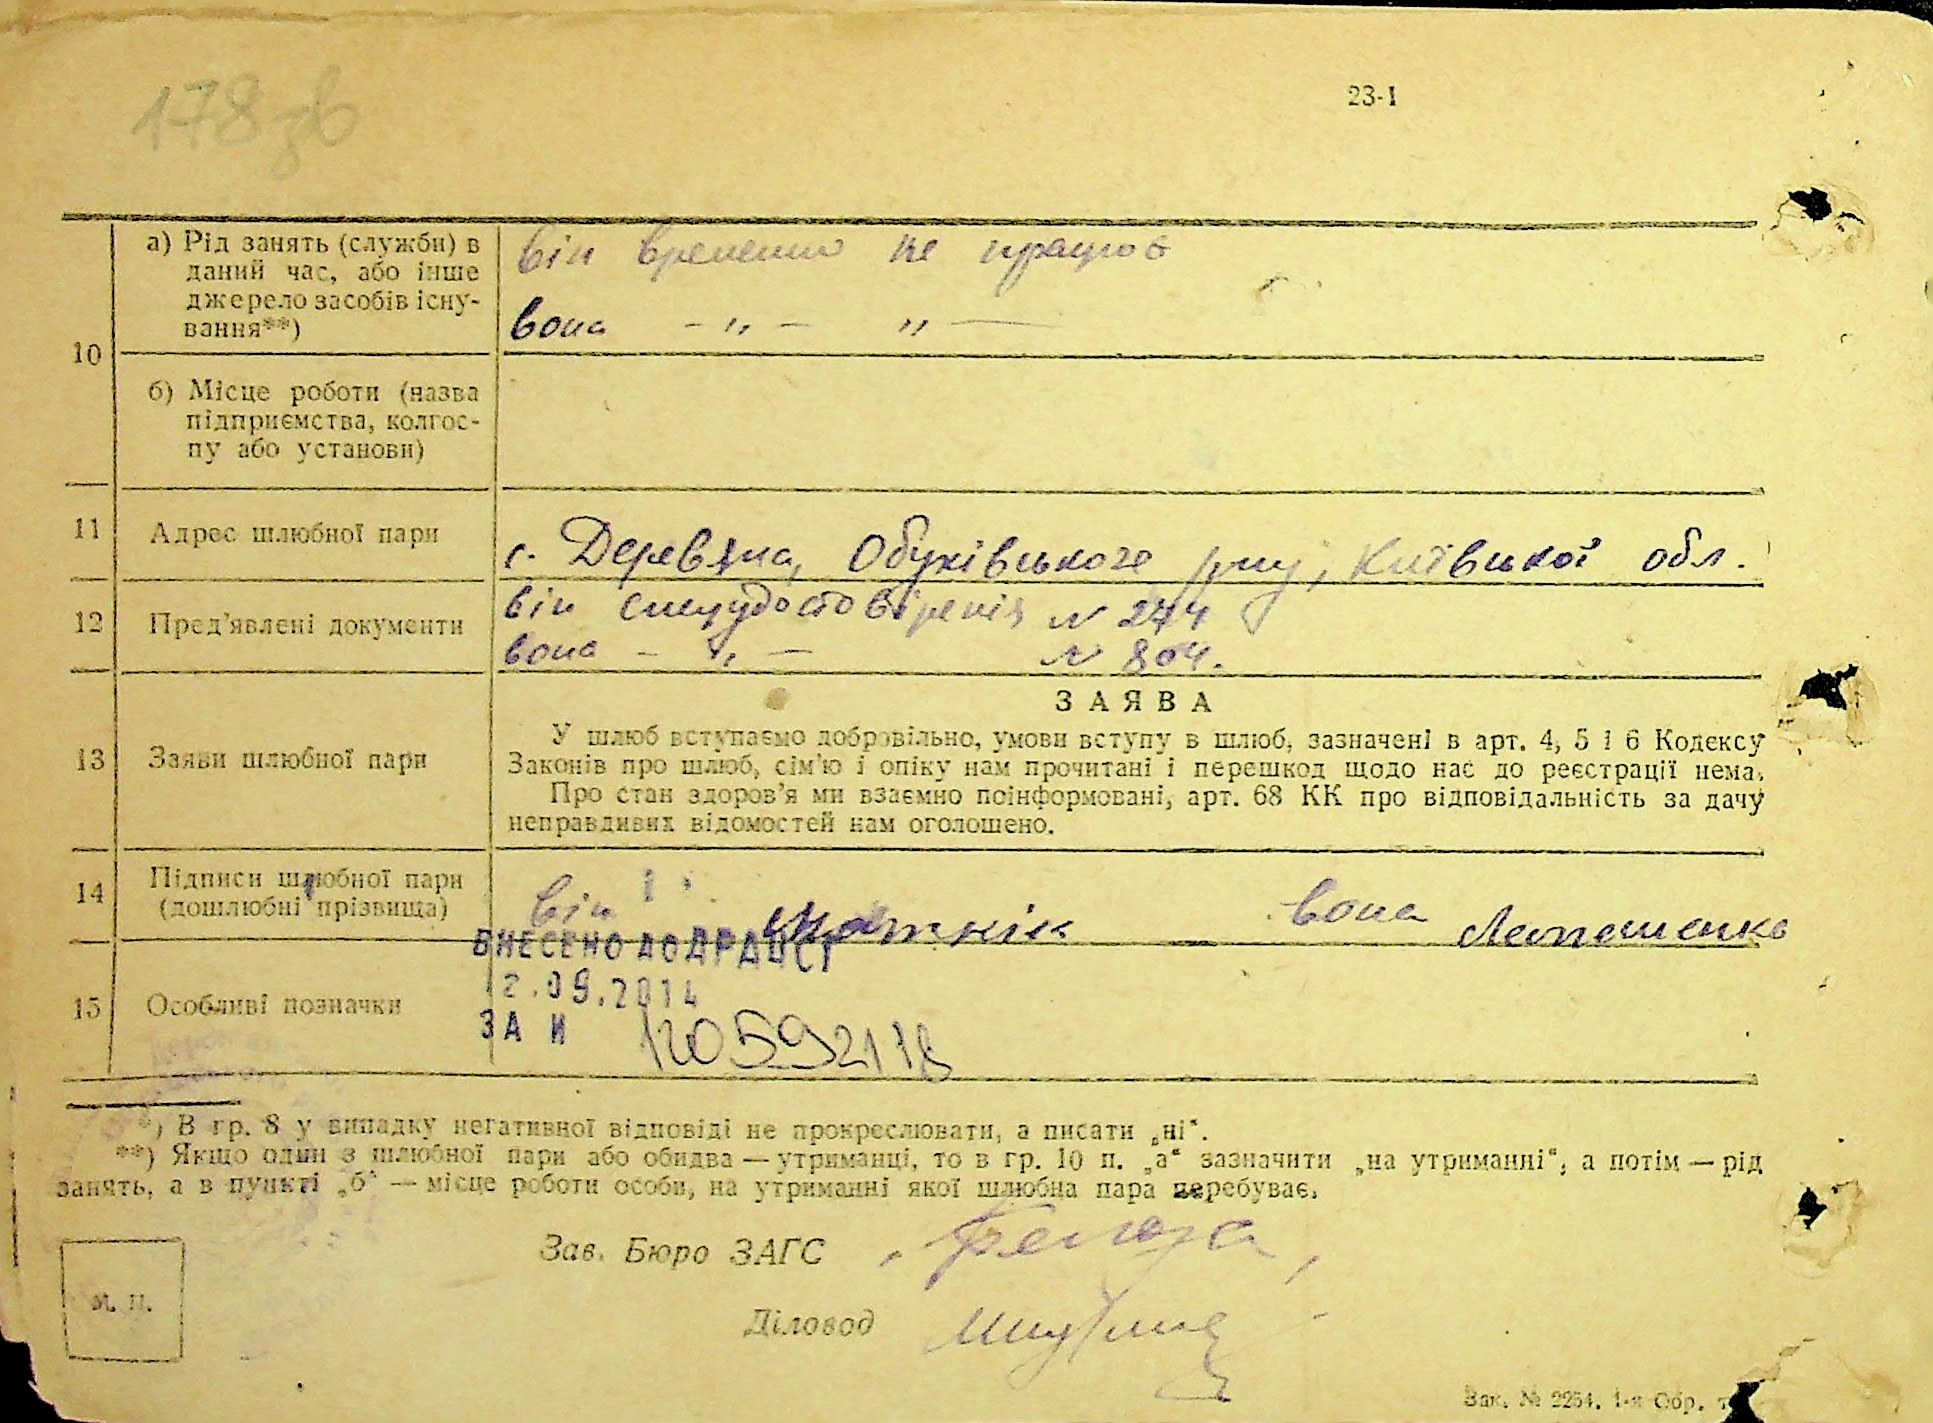 178зв
23-1
а) Рід занять (служби) в
даний час, або інше
джерело засобів існу-
вання**)
він временно не працює
вона - „ - „ -
10
б) Місце роботи (назва
підприємства, колгос-
пу або установи)
11 Адрес шлюбної пари
с. Деревяна, Обухівського р-ну, Київської обл.
12 Пред'явлені документи
він спецудостовірення N 244
вона - „ - N 804.
13 Заяви шлюбної пари
ЗАЯВА
У шлюб вступаємо добровільно, умови вступу в шлюб, зазначені в арт. 4, 5 і 6 Кодексу
Законів про шлюб, сім'ю і опіку нам прочитані і перешкод щодо нас до реєстрації нема.
Про стан здоров'я ми взаємно поінформовані, арт. 68 КК про відповідальність за дачу
неправдивих відомостей нам оголошено.
14 Підписи шлюбної пари
(дошлюбні прізвища)
він вона
ВНЕСЕНО ДО ДРАЦСГ
12.09.2014
ЗА N
15 Особливі позначки
*) В гр. 8 у випадку негативної відповіді не прокреслювати, а писати „ні“.
**) Якщо один з шлюбної пари або обидва — утриманці, то в гр. 10 п. „а“ зазначити „на утриманні“, а потім — рід
занять, а в пункті „б“ — місце роботи особи, на утриманні якої шлюбна пара перебуває.
Зав. Бюро ЗАГС
Діловод
М. П.
Зак. № 2254. 1-я Обр. т